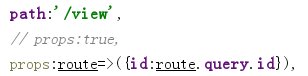 path:'/view',
// props:true,
props:route=>({id:route.query.id}),